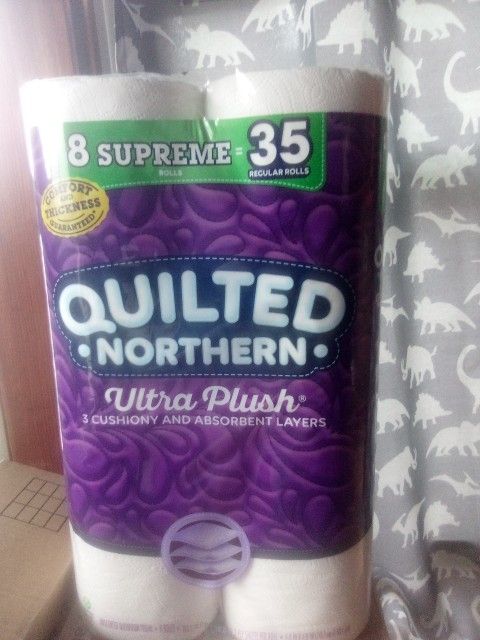 8 SUPREME = 35
ROLLS
REGULAR ROLLS
COMFORT
AND
THICKNESS
GUARANTEED
QUILTED
• NORTHERN •
Ultra Plush®
3 CUSHIONY AND ABSORBENT LAYERS